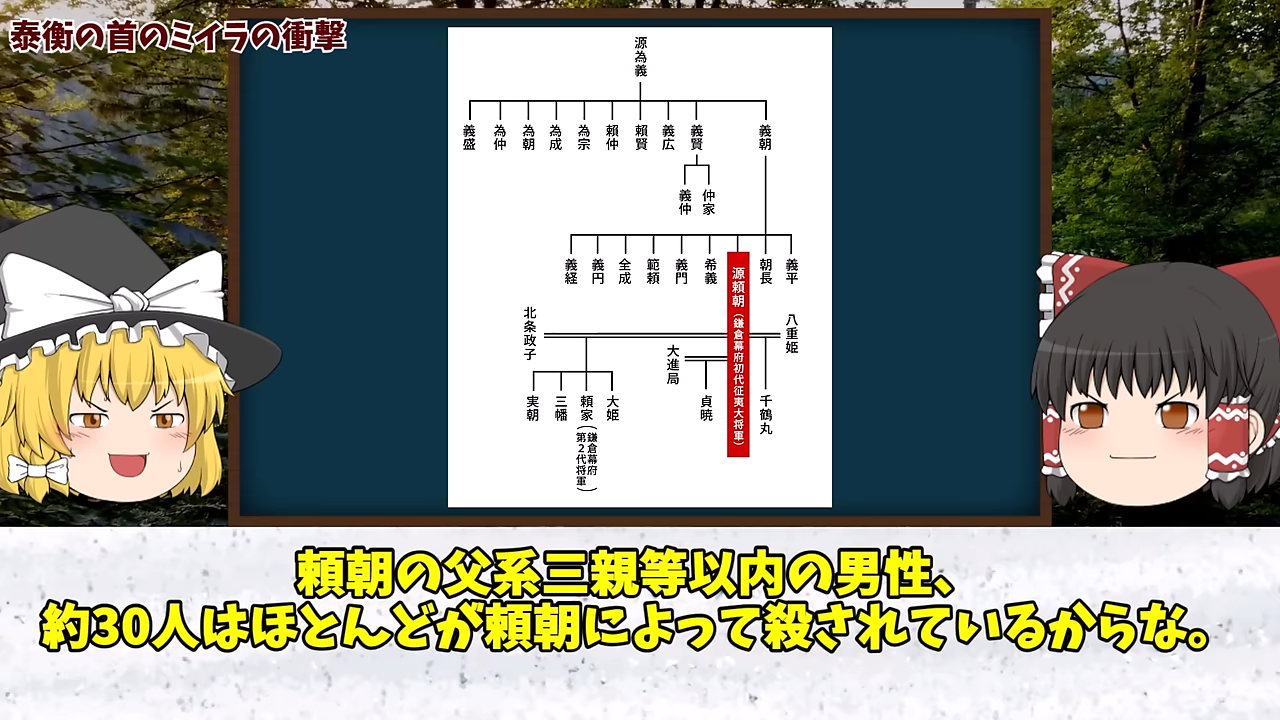 泰衡の首のミイラの衝撃
源為義
義朝
義賢
義広
頼賢
頼仲
為宗
為成
為朝
為仲
義盛
仲家
義仲
義平
朝長
源頼朝(鎌倉幕府初代征夷大将軍)
希義
義門
範頼
全成
義円
義経
八重姫
北条政子
大進局
千鶴丸
貞暁
大姫
頼家(鎌倉幕府第2代将軍)
三幡
実朝
頼朝の父系三親等以内の男性、
約30人はほとんどが頼朝によって殺されているからな。